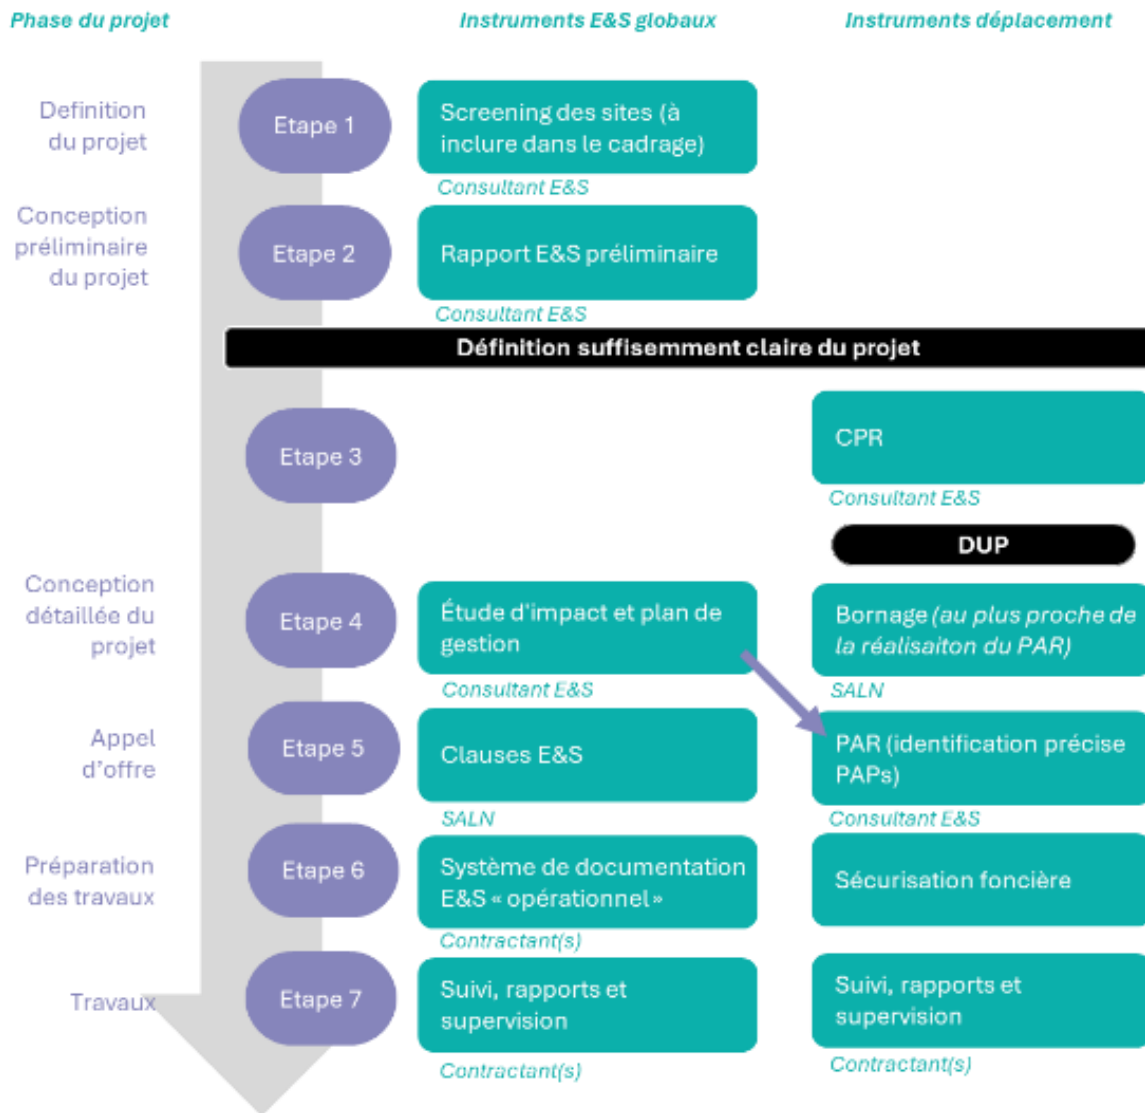 Phase du projet
Instruments E&S globaux
Instruments déplacement
Definition
du projet
Etape 1
Screening des sites (à
inclure dans le cadrage)
Consultant E&S
Conception
préliminaire
du projet
Etape 2
Rapport E&S préliminaire
Consultant E&S
Définition suffisemment claire du projet
Etape 3
CPR
Consultant E&S
DUP
Conception
détaillée du
projet
Etape 4
Étude d'impact et plan de
gestion
Consultant E&S
Bornage (au plus proche de
la réalisaiton du PAR)
SALN
Appel
d'offre
Etape 5
Clauses E&S
SALN
PAR (identification précise
PAPs)
Consultant E&S
Préparation
des travaux
Etape 6
Système de documentation
E&S « opérationnel »
Contractant(s)
Sécurisation foncière
Travaux
Etape 7
Suivi, rapports et
supervision
Contractant(s)
Suivi, rapports et
supervision
Contractant(s)